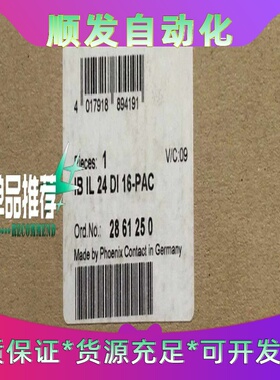 顺发自动化
4 017918 894191
Pieces: 1
V/C:09
IB IL 24 DI 16-PAC
Ord.No.: 28 61 25 0
Made by Phoenix Contact in Germany
单品推荐
RECOMMEND
质保证*货源充足*可开发